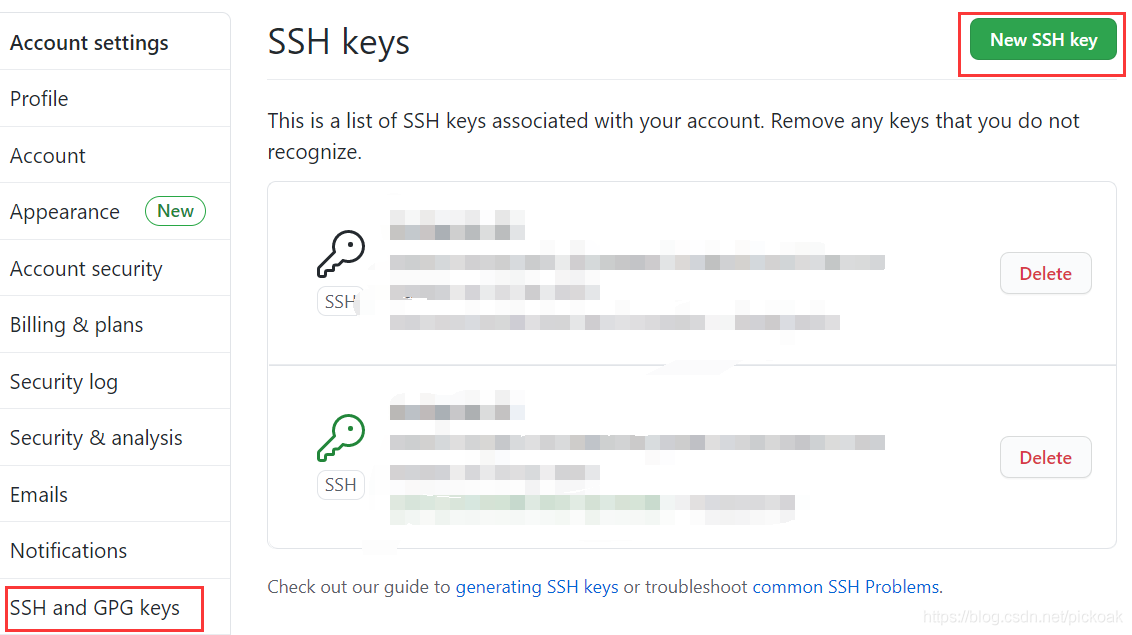 Account settings
Profile
Account
Appearance New
Account security
Billing & plans
Security log
Security & analysis
Emails
Notifications
SSH and GPG keys
SSH keys
New SSH key
This is a list of SSH keys associated with your account. Remove any keys that you do not
recognize.
SSH
Delete
SSH
Delete
Check out our guide to generating SSH keys or troubleshoot common SSH Problems.
https://blog.csdn.net/pickoak